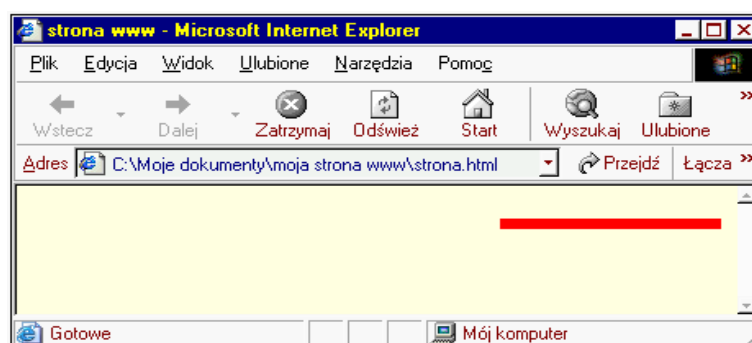 strona www - Microsoft Internet Explorer
Plik Edycja Widok Ulubione Narzędzia Pomoc
Wstecz Dalej Zatrzymaj Odśwież Start Wyszukaj Ulubione »
Adres C:\Moje dokumenty\moja strona www\strona.html Przejdź Łącza »
Gotowe Mój komputer